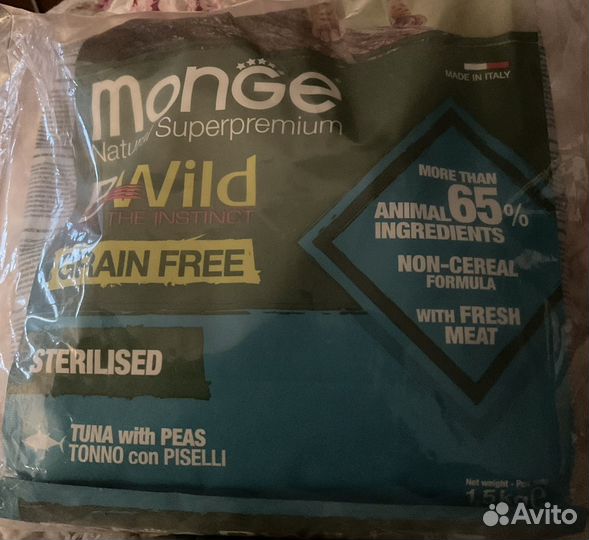 MonGe
Natural Superpremium
MADE IN ITALY
BWild
THE INSTINCT
GRAIN FREE
MORE THAN
65%
ANIMAL
INGREDIENTS
NON-CEREAL
FORMULA
WITH FRESH
MEAT
STERILISED
TUNA with PEAS
TONNO con PISELLI
Net weight -
1.5 kg ℮
Avito